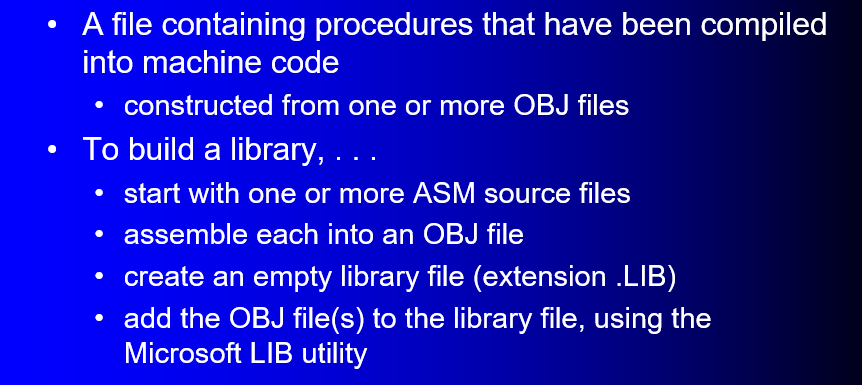 • A file containing procedures that have been compiled
into machine code
• constructed from one or more OBJ files
• To build a library, . . .
• start with one or more ASM source files
• assemble each into an OBJ file
• create an empty library file (extension .LIB)
• add the OBJ file(s) to the library file, using the
Microsoft LIB utility